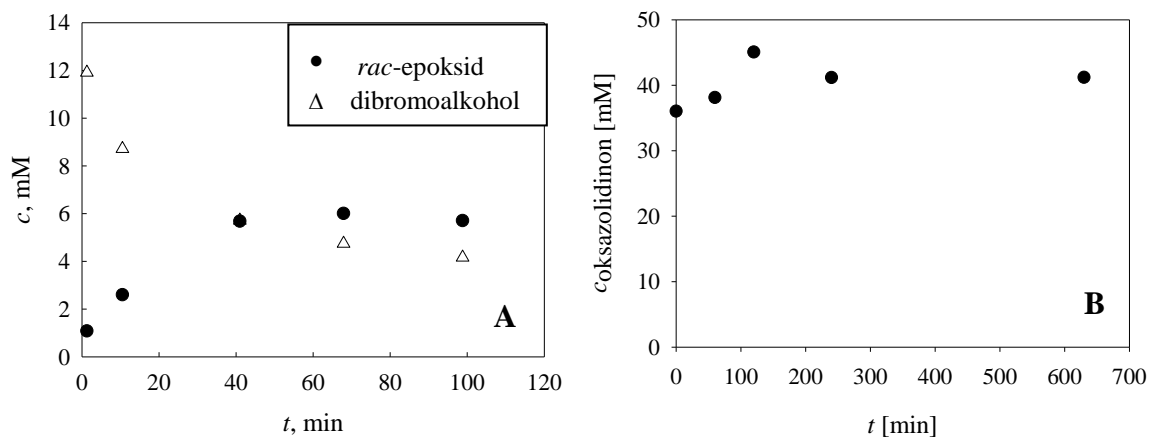 14
12
10
8
6
4
2
0
c, mM
rac-epoksid
dibromoalkohol
A
0 20 40 60 80 100 120
t, min
50
40
30
20
10
0
c oksazolidinon [mM]
B
0 100 200 300 400 500 600 700
t [min]